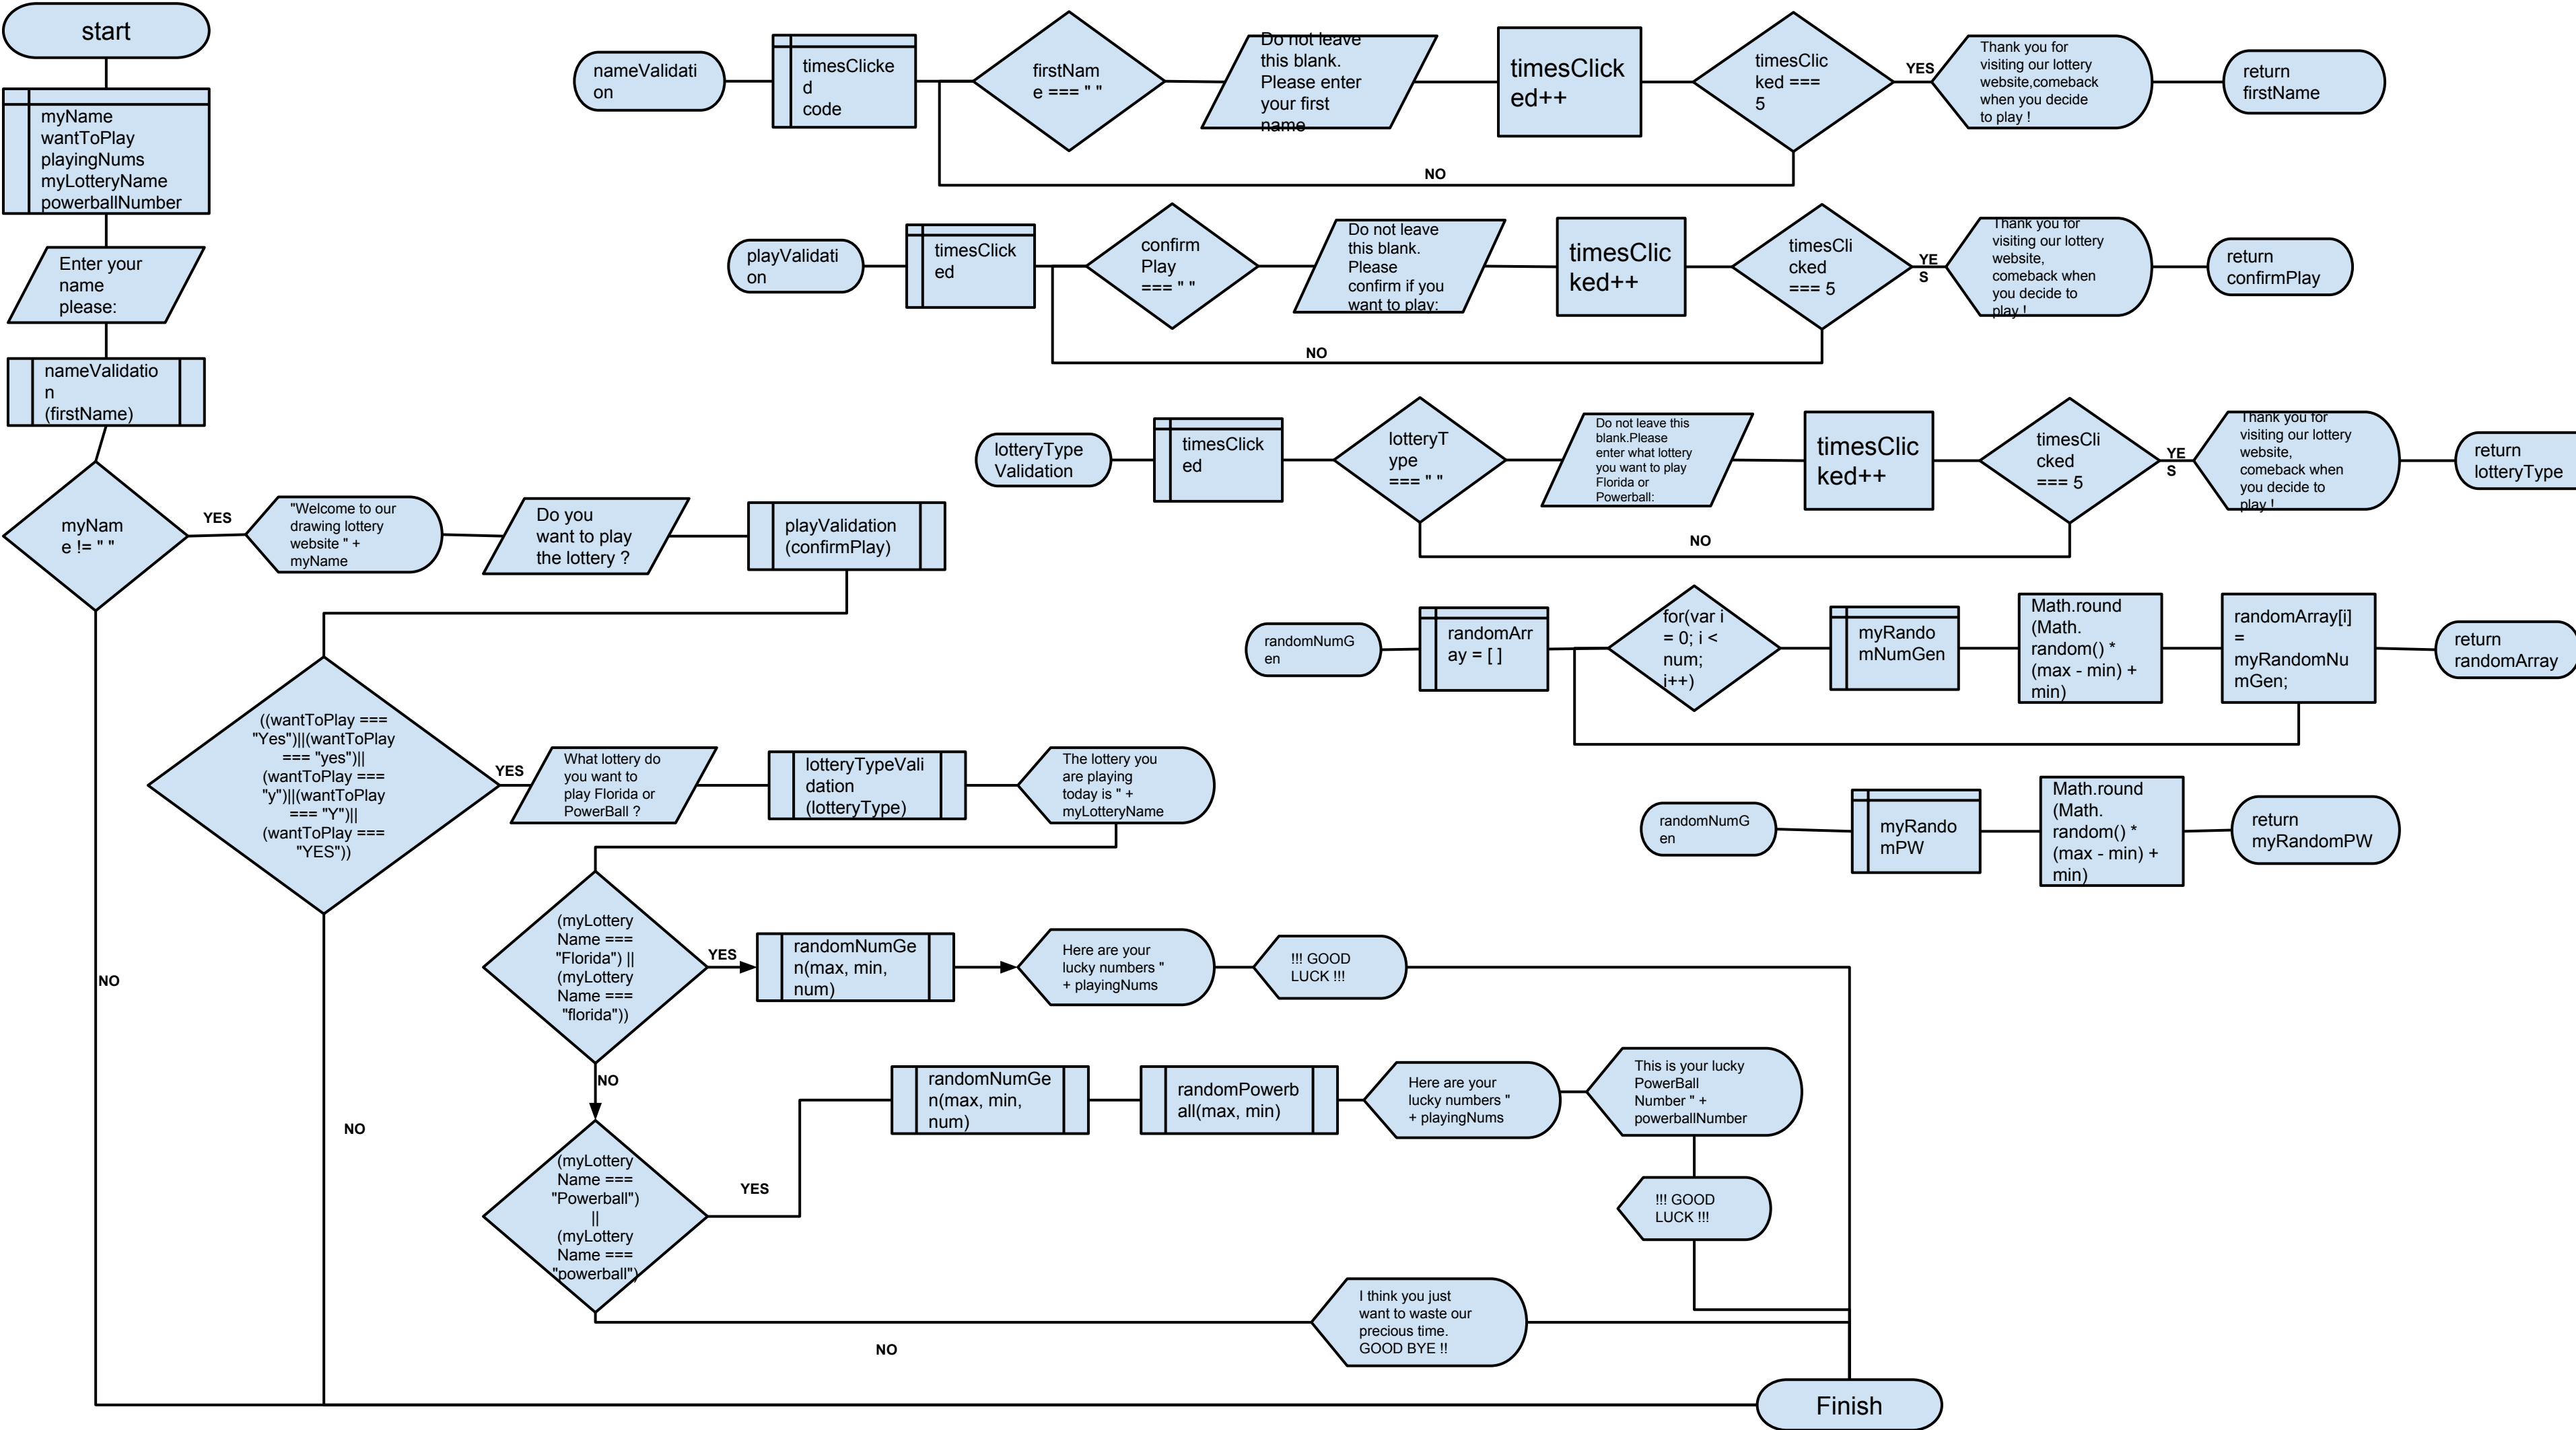 start
myName
wantToPlay
playingNums
myLotteryName
powerballNumber
Enter your
name
please:
nameValidatio
n
(firstName)
myNam
e != " "
YES
"Welcome to our
drawing lottery
website " +
myName
Do you
want to play
the lottery ?
playValidation
(confirmPlay)
NO
((wantToPlay ===
"Yes")||(wantToPlay
=== "yes")||
(wantToPlay ===
"y")||(wantToPlay
=== "Y")||
(wantToPlay ===
"YES"))
YES
What lottery do
you want to
play Florida or
PowerBall ?
lotteryTypeVali
dation
(lotteryType)
The lottery you
are playing
today is " +
myLotteryName
NO
(myLottery
Name ===
"Florida") ||
(myLottery
Name ===
"florida"))
YES
randomNumGe
n(max, min,
num)
Here are your
lucky numbers "
+ playingNums
!!! GOOD
LUCK !!!
NO
(myLottery
Name ===
"Powerball")
||
(myLottery
Name ===
"powerball")
YES
randomNumGe
n(max, min,
num)
randomPowerb
all(max, min)
Here are your
lucky numbers "
+ playingNums
This is your lucky
PowerBall
Number " +
powerballNumber
!!! GOOD
LUCK !!!
NO
I think you just
want to waste our
precious time.
GOOD BYE !!
Finish
nameValidati
on
timesClicke
d
code
firstNam
e === " "
Do not leave
this blank.
Please enter
your first
name
timesClick
ed++
timesClic
ked ===
5
YES
Thank you for
visiting our lottery
website,comeback
when you decide
to play !
return
firstName
NO
playValidati
on
timesClick
ed
confirm
Play
=== " "
Do not leave
this blank.
Please
confirm if you
want to play:
timesClic
ked++
timesCli
cked
=== 5
YE
S
Thank you for
visiting our lottery
website,
comeback when
you decide to
play !
return
confirmPlay
NO
lotteryType
Validation
timesClick
ed
lotteryT
ype
=== " "
Do not leave this
blank.Please
enter what lottery
you want to play
Florida or
Powerball:
timesClic
ked++
timesCli
cked
=== 5
YE
S
Thank you for
visiting our lottery
website,
comeback when
you decide to
play !
return
lotteryType
NO
randomNumG
en
randomArr
ay = [ ]
for(var i
= 0; i <
num;
i++)
myRando
mNumGen
Math.round
(Math.
random() *
(max - min) +
min)
randomArray[i]
=
myRandomNu
mGen;
return
randomArray
randomNumG
en
myRando
mPW
Math.round
(Math.
random() *
(max - min) +
min)
return
myRandomPW